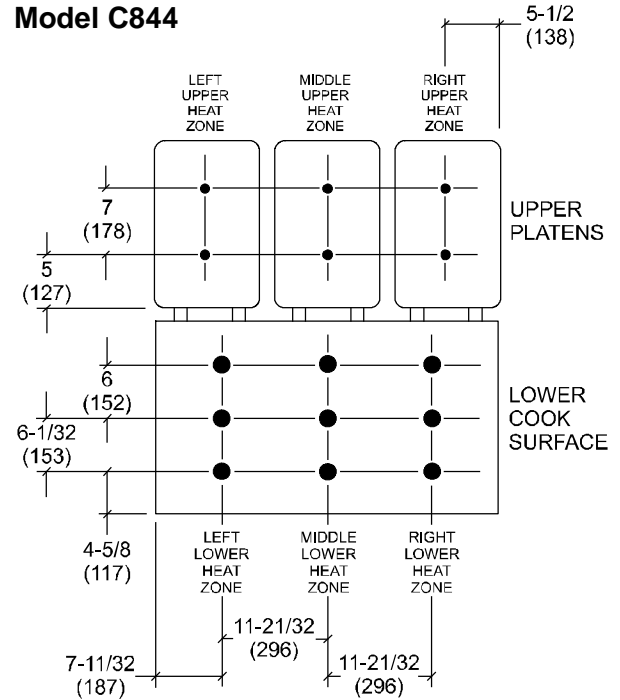 Model C844
5-1/2
(138)
LEFT
UPPER
HEAT
ZONE
MIDDLE
UPPER
HEAT
ZONE
RIGHT
UPPER
HEAT
ZONE
7
(178)
UPPER
PLATENS
5
(127)
6
(152)
6-1/32
(153)
LOWER
COOK
SURFACE
4-5/8
(117)
LEFT
LOWER
HEAT
ZONE
MIDDLE
LOWER
HEAT
ZONE
RIGHT
LOWER
HEAT
ZONE
11-21/32
(296)
7-11/32
(187)
11-21/32
(296)